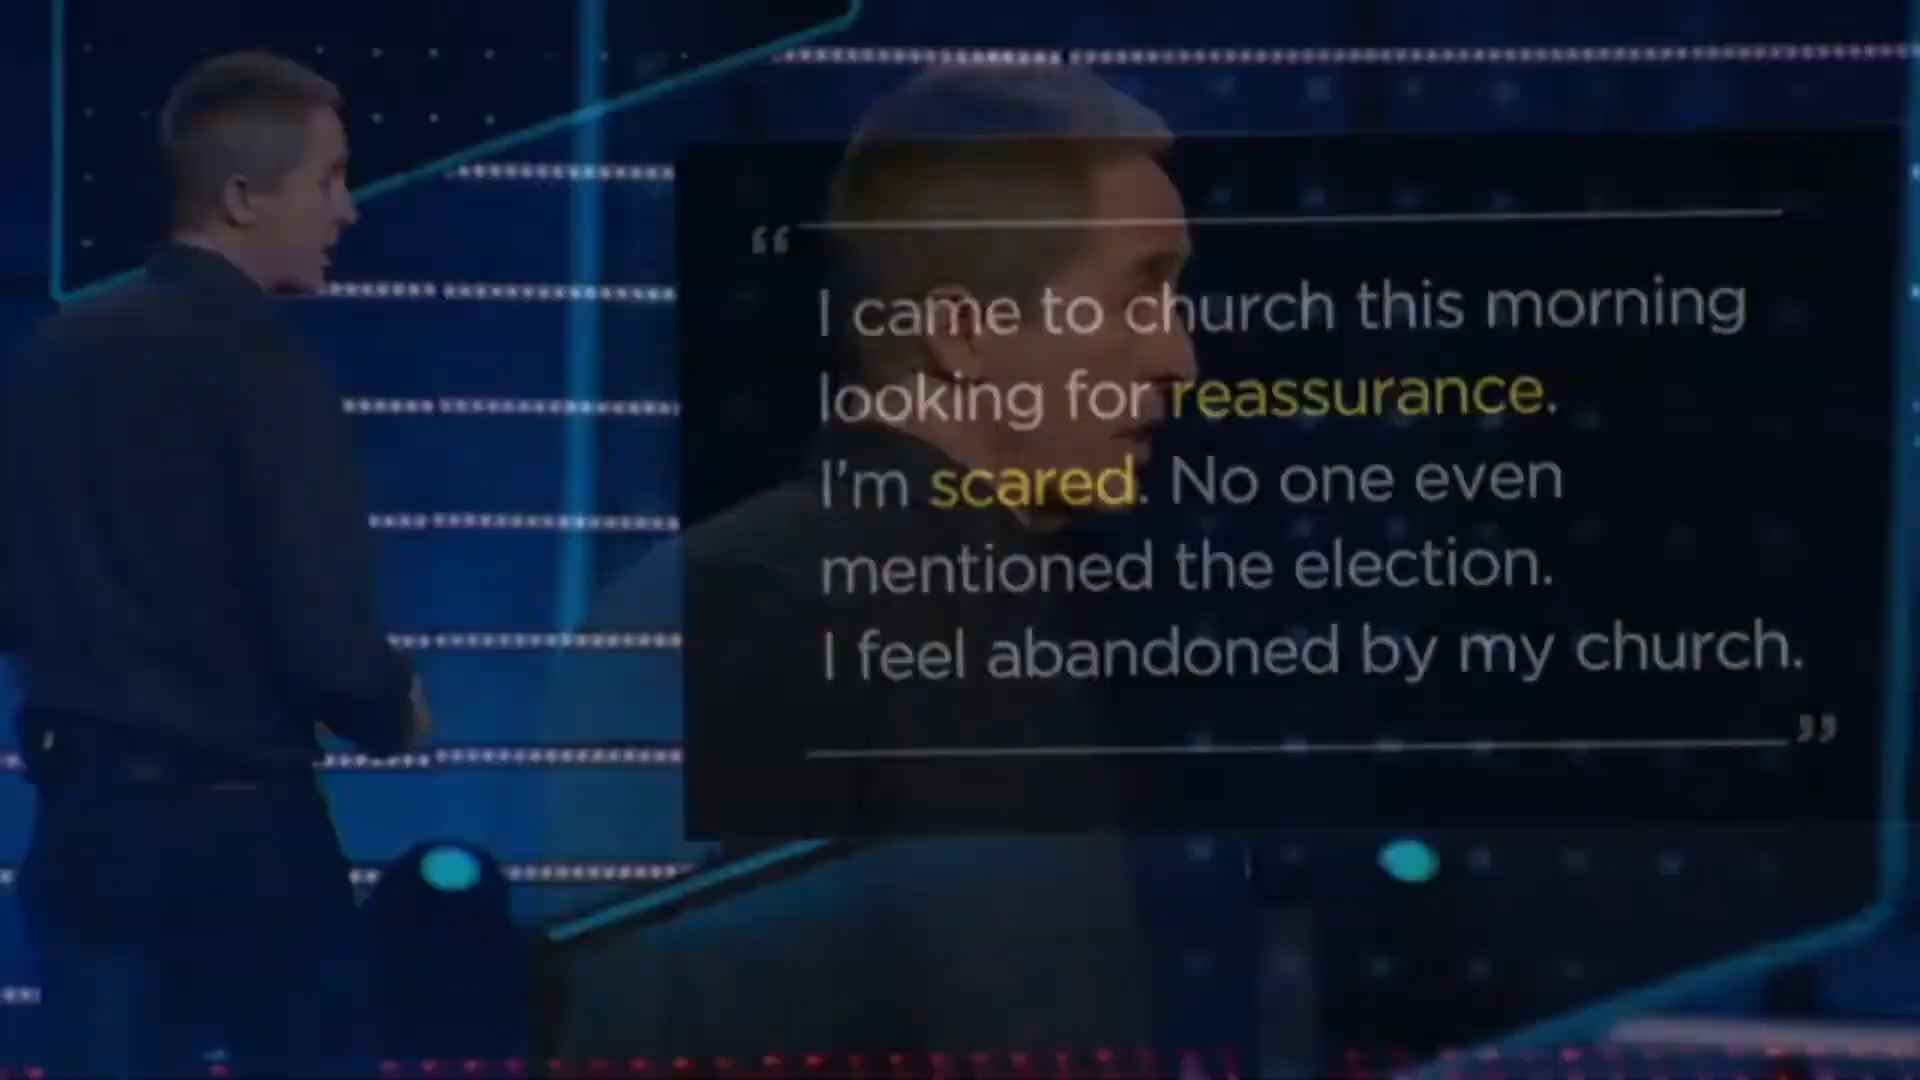 “
I came to church this morning
looking for reassurance.
I'm scared. No one even
mentioned the election.
I feel abandoned by my church.
”